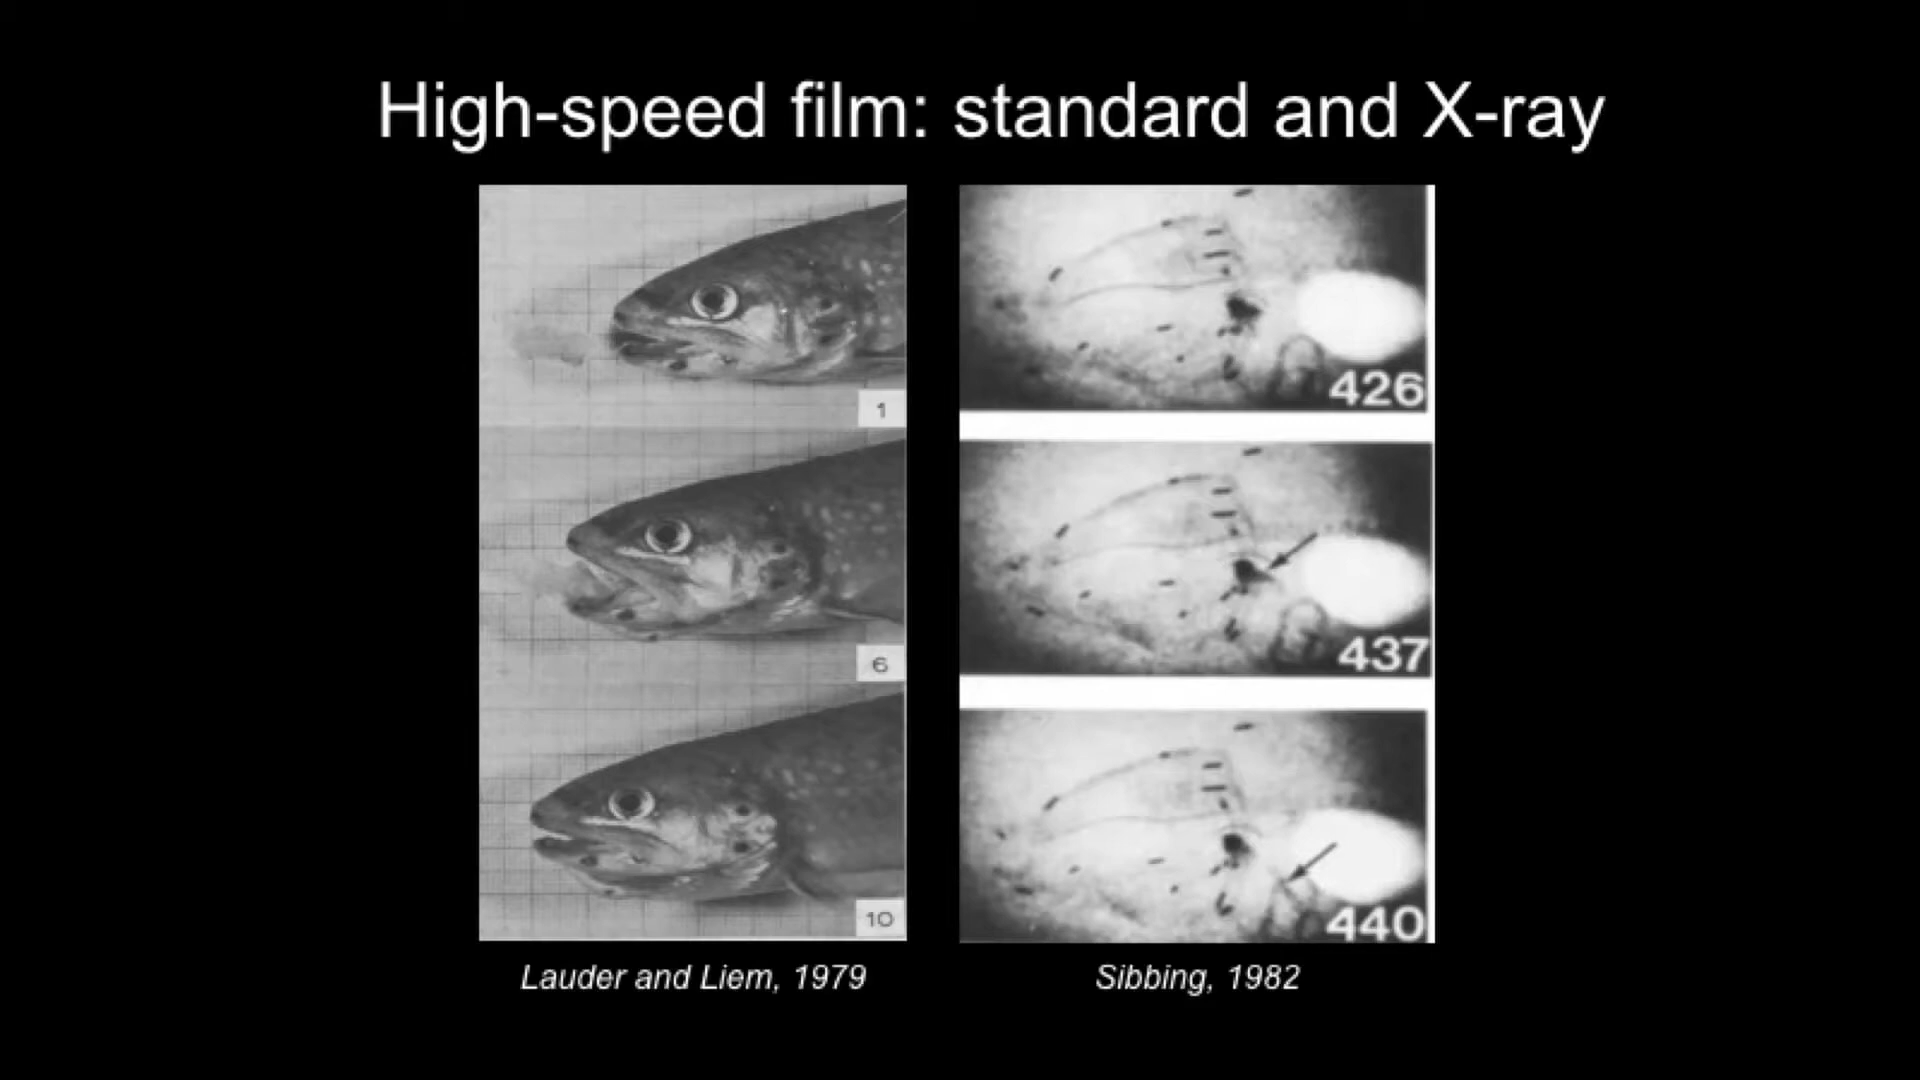 High-speed film: standard and X-ray
1
6
10
426
437
440
Lauder and Liem, 1979
Sibbing, 1982